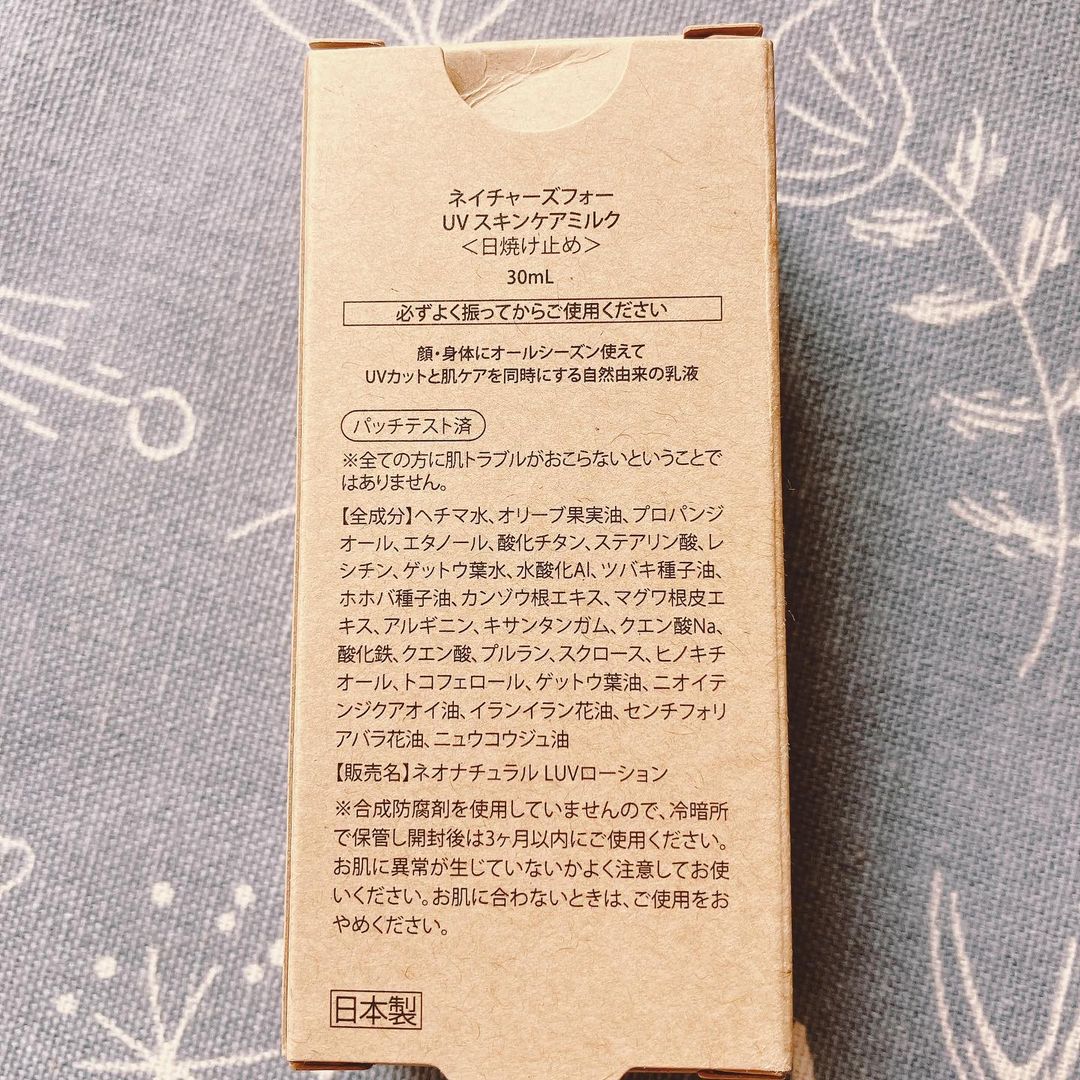 ネイチャーズフォー
UV スキンケアミルク
＜日焼け止め＞
30mL
必ずよく振ってからご使用ください
顔・身体にオールシーズン使えて
UVカットと肌ケアを同時にする自然由来の乳液
パッチテスト済
※全ての方に肌トラブルがおこらないということで
はありません。
【全成分】ヘチマ水、オリーブ果実油、プロパンジ
オール、エタノール、酸化チタン、ステアリン酸、レ
シチン、ゲットウ葉水、水酸化Al、ツバキ種子油、
ホホバ種子油、カンゾウ根エキス、マグワ根皮エ
キス、アルギニン、キサンタンガム、クエン酸Na、
酸化鉄、クエン酸、プルラン、スクロース、ヒノキチ
オール、トコフェロール、ゲットウ葉油、ニオイテ
ンジクアオイ油、イランイラン花油、センチフォリ
アバラ花油、ニュウコウジュ油
【販売名】ネオナチュラル LUVローション
※合成防腐剤を使用していませんので、冷暗所
で保管し開封後は3ヶ月以内にご使用ください。
お肌に異常が生じていないかよく注意してお使
いください。お肌に合わないときは、ご使用をお
やめください。
日本製